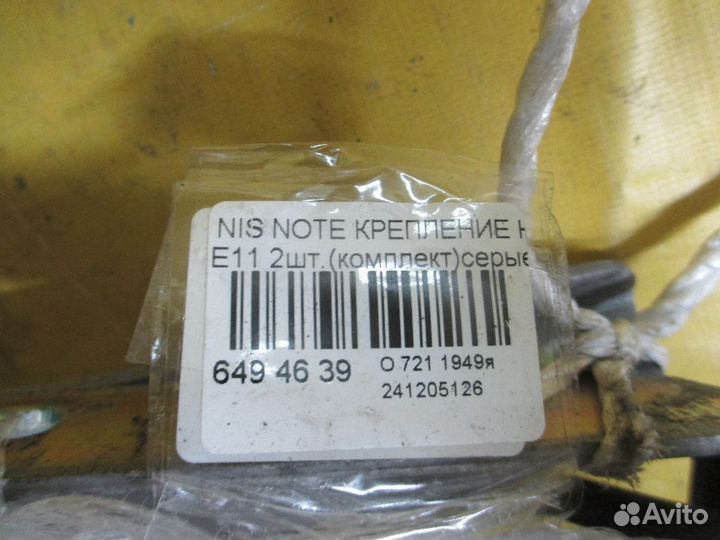 NIS NOTE КРЕПЛЕНИЕ
E11 2шт.(комплект)серые
649 46 39
О 721 1949я
241205126
Avito